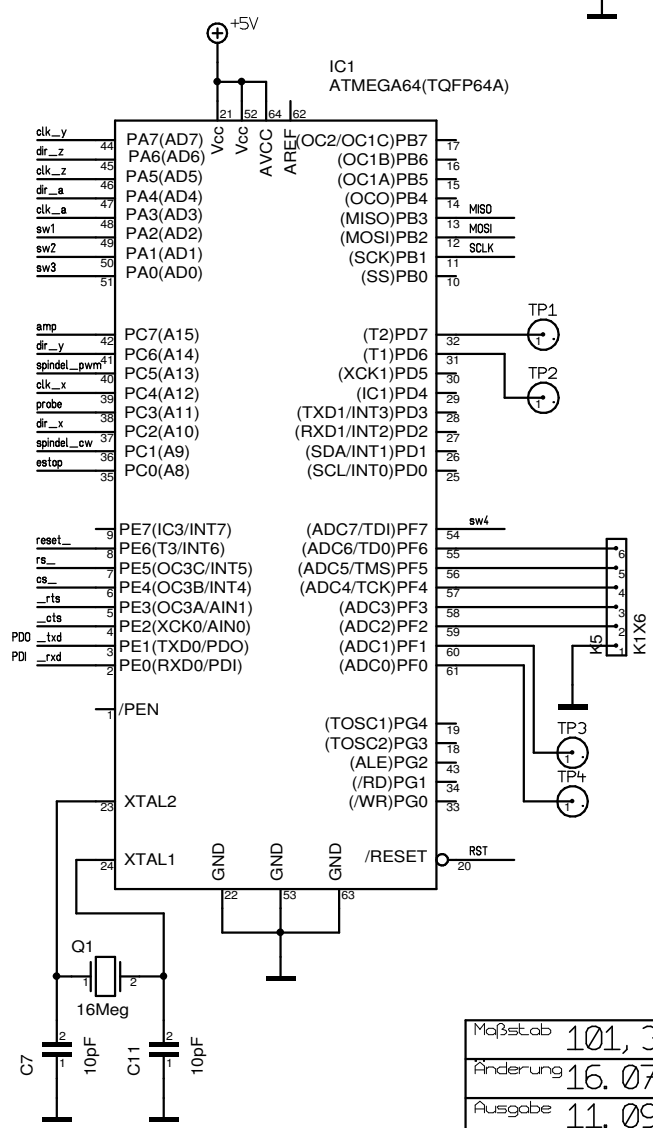 +5V
IC1
ATMEGA64(TQFP64A)
21 52 64 62
Vcc Vcc AVCC AREF
clk_y 44 PA7(AD7)
dir_z 45 PA6(AD6)
clk_z 46 PA5(AD5)
dir_a 47 PA4(AD4)
clk_a 48 PA3(AD3)
sw1 49 PA2(AD2)
sw2 50 PA1(AD1)
sw3 51 PA0(AD0)
(OC2/OC1C)PB7 17
(OC1B)PB6 16
(OC1A)PB5 15
(OCO)PB4 14
(MISO)PB3 13 MISO
(MOSI)PB2 12 MOSI
(SCK)PB1 11 SCLK
(SS)PB0 10
amp 42 PC7(A15)
dir_y 41 PC6(A14)
spindel_pwm 40 PC5(A13)
clk_x 39 PC4(A12)
probe 38 PC3(A11)
dir_x 37 PC2(A10)
spindel_cw 36 PC1(A9)
estop 35 PC0(A8)
(T2)PD7 32
(T1)PD6 31
(XCK1)PD5 30
(IC1)PD4 29
(TXD1/INT3)PD3 28
(RXD1/INT2)PD2 27
(SDA/INT1)PD1 26
(SCL/INT0)PD0 25
TP1
1
TP2
1
9 PE7(IC3/INT7)
reset_ 8 PE6(T3/INT6)
rs_ 7 PE5(OC3C/INT5)
cs_ 6 PE4(OC3B/INT4)
_rts 5 PE3(OC3A/AIN1)
_cts 4 PE2(XCK0/AIN0)
PDO _txd 3 PE1(TXD0/PDO)
PDI _rxd 2 PE0(RXD0/PDI)
(ADC7/TDI)PF7 54 sw4
(ADC6/TD0)PF6 55
(ADC5/TMS)PF5 56
(ADC4/TCK)PF4 57
(ADC3)PF3 58
(ADC2)PF2 59
(ADC1)PF1 60
(ADC0)PF0 61
6
5
4
3
2
1
K5
K1X6
1 /PEN
(TOSC1)PG4 19
(TOSC2)PG3 18
(ALE)PG2 43
(/RD)PG1 34
(/WR)PG0 33
TP3
1
TP4
1
23 XTAL2
24 XTAL1
GND GND GND
22 53 63
/RESET 20 RST
Q1
1 2
16Meg
C7 2 1 10pF
C11 2 1 10pF
Maßstab 101, 3
Änderung 16. 07
Ausgabe 11. 09